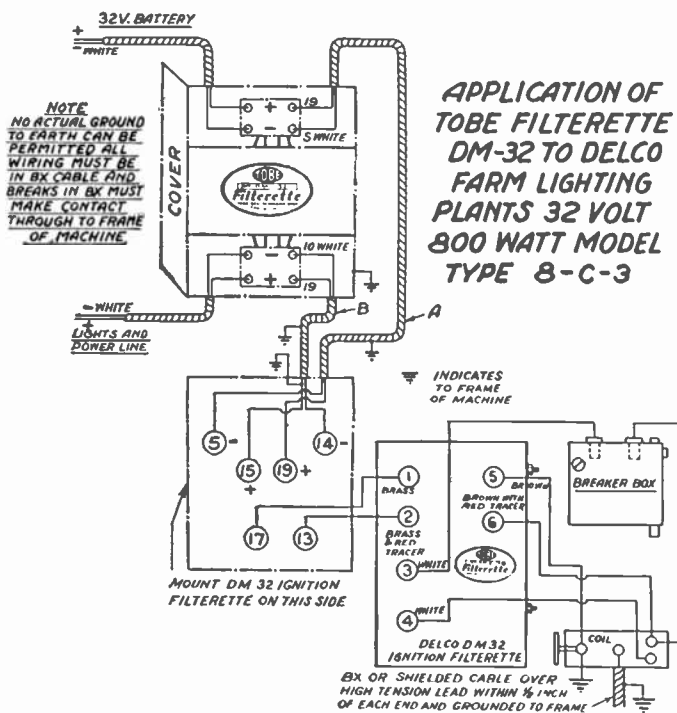 32V. BATTERY
+
-
WHITE
NOTE
NO ACTUAL GROUND
TO EARTH CAN BE
PERMITTED ALL
WIRING MUST BE
IN BX CABLE AND
BREAKS IN BX MUST
MAKE CONTACT
THROUGH TO FRAME
OF MACHINE
COVER
+ 19
- 5 WHITE
TOBE
Filterette
10 WHITE
-
+
19
APPLICATION OF
TOBE FILTERETTE
DM-32 TO DELCO
FARM LIGHTING
PLANTS 32 VOLT
800 WATT MODEL
TYPE 8-C-3
- WHITE
+
LIGHTS AND
POWER LINE
B
A
INDICATES
TO FRAME
OF MACHINE
5 -
15 +
19 +
14 -
17
13
MOUNT DM 32 IGNITION
FILTERETTE ON THIS SIDE
1
BRASS
2
BRASS
& RED
TRACER
3 WHITE
4 WHITE
5
BROWN
BROWN WITH
RED TRACER
6
Filterette
DELCO DM32
IGNITION FILTERETTE
BREAKER BOX
COIL
BX OR SHIELDED CABLE OVER
HIGH TENSION LEAD WITHIN ½ INCH
OF EACH END AND GROUNDED TO FRAME